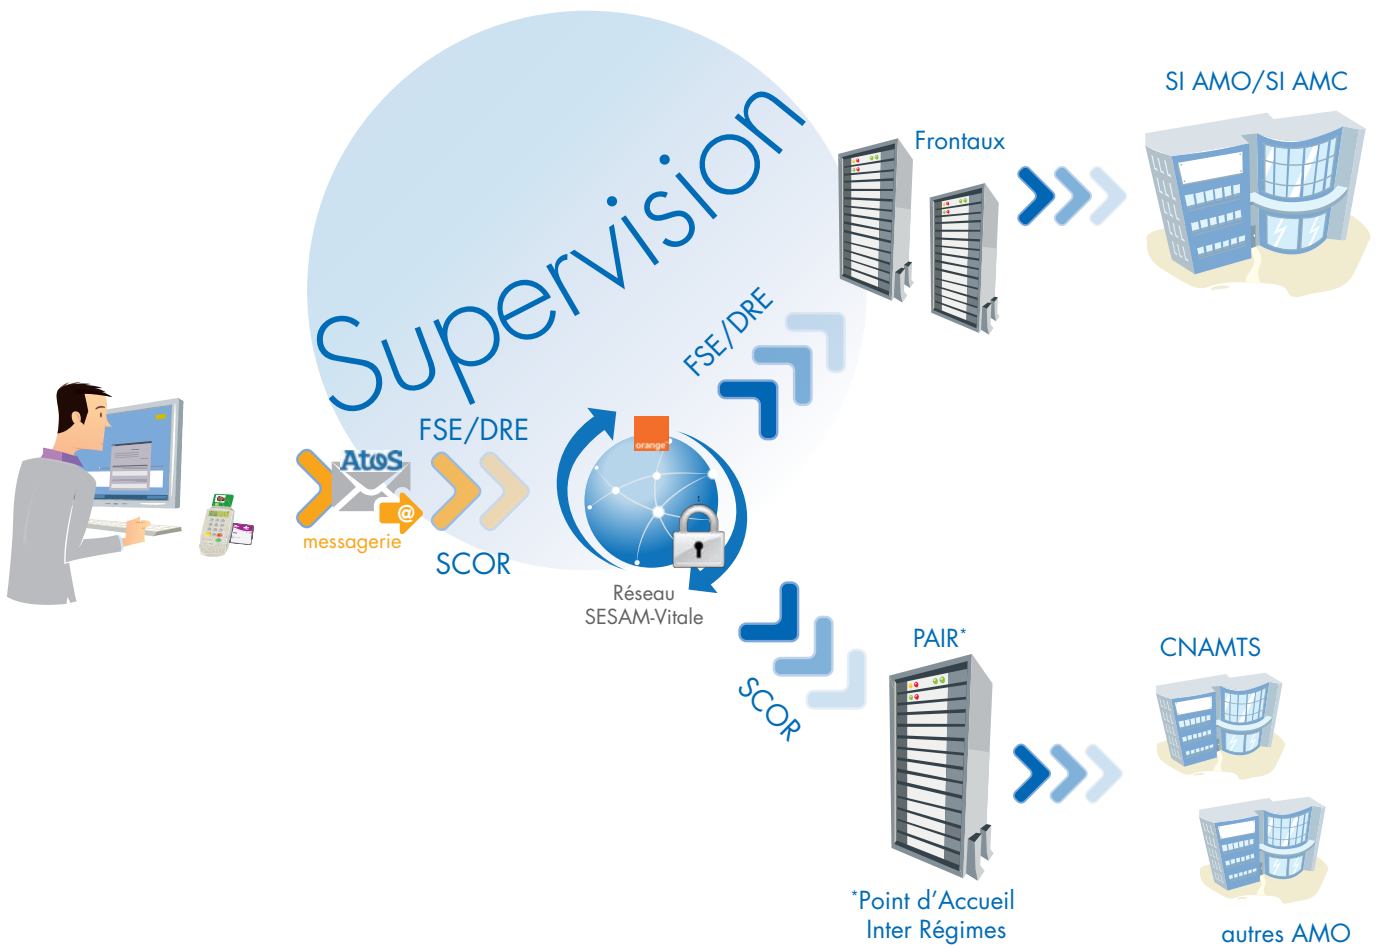 Supervision
SI AMO/SI AMC
Frontaux
FSE/DRE
FSE/DRE
Atos
@
messagerie
SCOR
orange
Réseau
SESAM-Vitale
SCOR
PAIR*
*Point d’Accueil
Inter Régimes
CNAMTS
autres AMO